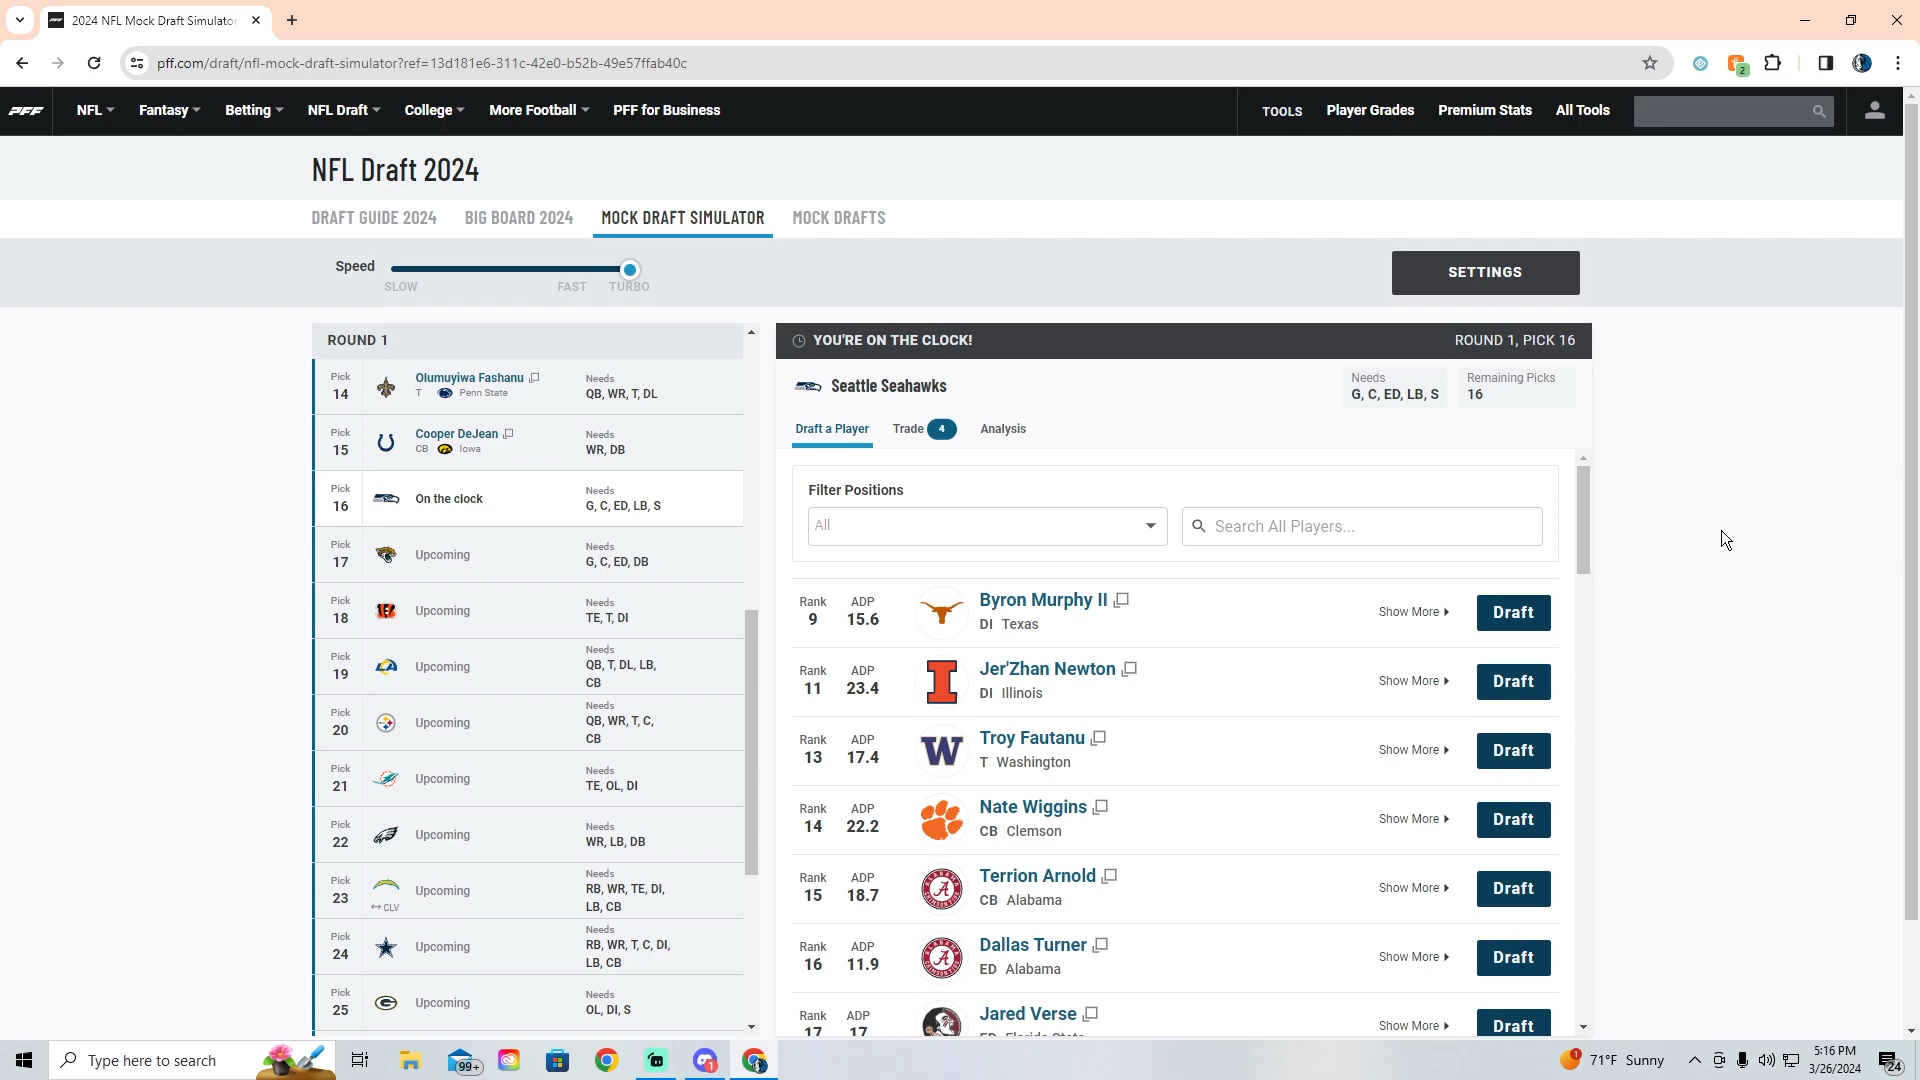 2024 NFL Mock Draft Simulator
pff.com/draft/nfl-mock-draft-simulator?ref=13d181e6-311c-42e0-b52b-49e57ffab40c
2
PFF
NFL
Fantasy
Betting
NFL Draft
College
More Football
PFF for Business
TOOLS
Player Grades
Premium Stats
All Tools
NFL Draft 2024
DRAFT GUIDE 2024
BIG BOARD 2024
MOCK DRAFT SIMULATOR
MOCK DRAFTS
Speed
SLOW
FAST
TURBO
SETTINGS
ROUND 1
Pick
14
Olumuyiwa Fashanu
T Penn State
Needs
QB, WR, T, DL
Pick
15
Cooper DeJean
CB Iowa
Needs
WR, DB
Pick
16
On the clock
Needs
G, C, ED, LB, S
Pick
17
Upcoming
Needs
G, C, ED, DB
Pick
18
Upcoming
Needs
TE, T, DI
Pick
19
Upcoming
Needs
QB, T, DL, LB,
CB
Pick
20
Upcoming
Needs
QB, WR, T, C,
CB
Pick
21
Upcoming
Needs
TE, OL, DI
Pick
22
Upcoming
Needs
WR, LB, DB
Pick
23
↔ CLV
Upcoming
Needs
RB, WR, TE, DI,
LB, CB
Pick
24
Upcoming
Needs
RB, WR, T, C, DI,
LB, CB
Pick
25
Upcoming
Needs
OL, DI, S
YOU'RE ON THE CLOCK!
ROUND 1, PICK 16
Seattle Seahawks
Needs
G, C, ED, LB, S
Remaining Picks
16
Draft a Player
Trade 4
Analysis
Filter Positions
All
Search All Players...
Rank
9
ADP
15.6
Byron Murphy II
DI Texas
Show More
Draft
Rank
11
ADP
23.4
Jer'Zhan Newton
DI Illinois
Show More
Draft
Rank
13
ADP
17.4
W
Troy Fautanu
T Washington
Show More
Draft
Rank
14
ADP
22.2
Nate Wiggins
CB Clemson
Show More
Draft
Rank
15
ADP
18.7
Terrion Arnold
CB Alabama
Show More
Draft
Rank
16
ADP
11.9
Dallas Turner
ED Alabama
Show More
Draft
Rank
17
ADP
17
Jared Verse
ED Florida State
Show More
Draft
Type here to search
99+
1
1
71°F Sunny
5:16 PM
3/26/2024
24